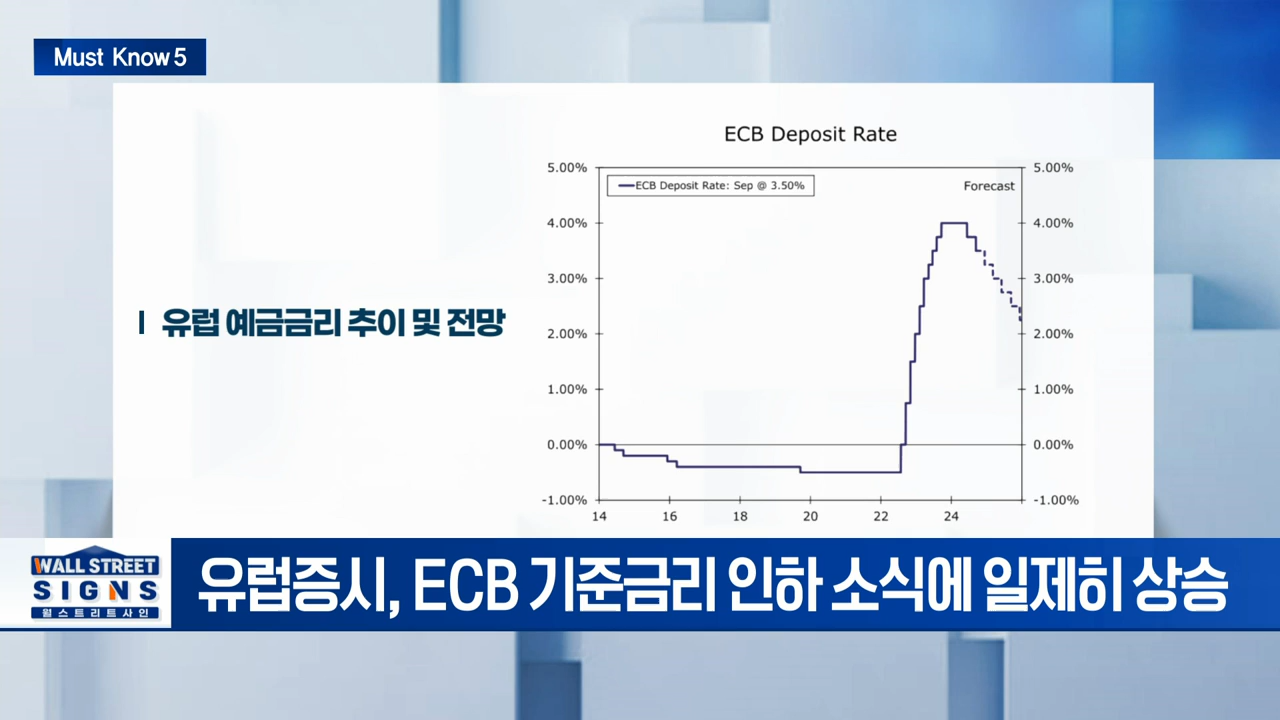 Must Know 5
ECB Deposit Rate
5.00%
4.00%
3.00%
2.00%
1.00%
0.00%
-1.00%
ECB Deposit Rate: Sep @ 3.50%
Forecast
5.00%
4.00%
3.00%
2.00%
1.00%
0.00%
-1.00%
14 16 18 20 22 24
유럽 예금금리 추이 및 전망
WALL STREET
SIGNS
월스트리트사인
유럽증시, ECB 기준금리 인하 소식에 일제히 상승